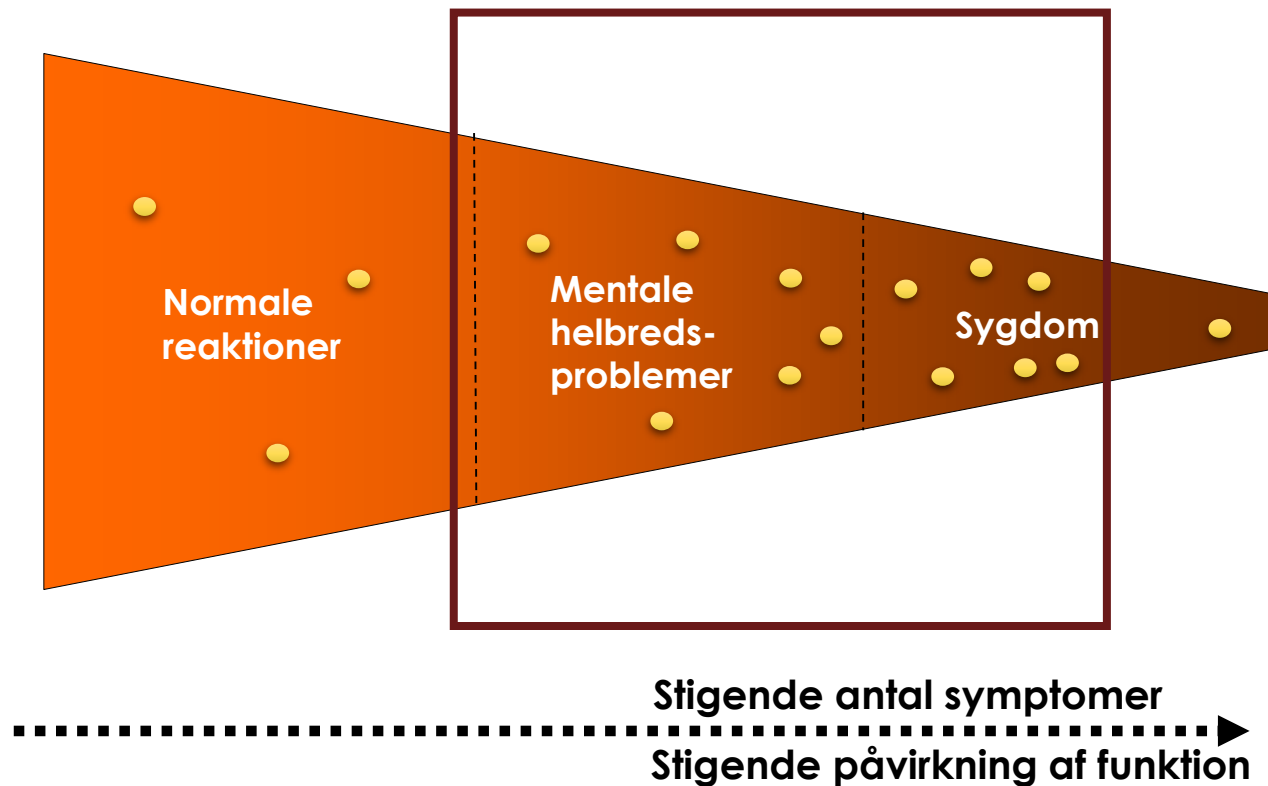 Normale
reaktioner
Mentale
helbreds-
problemer
Sygdom
Stigende antal symptomer
Stigende påvirkning af funktion